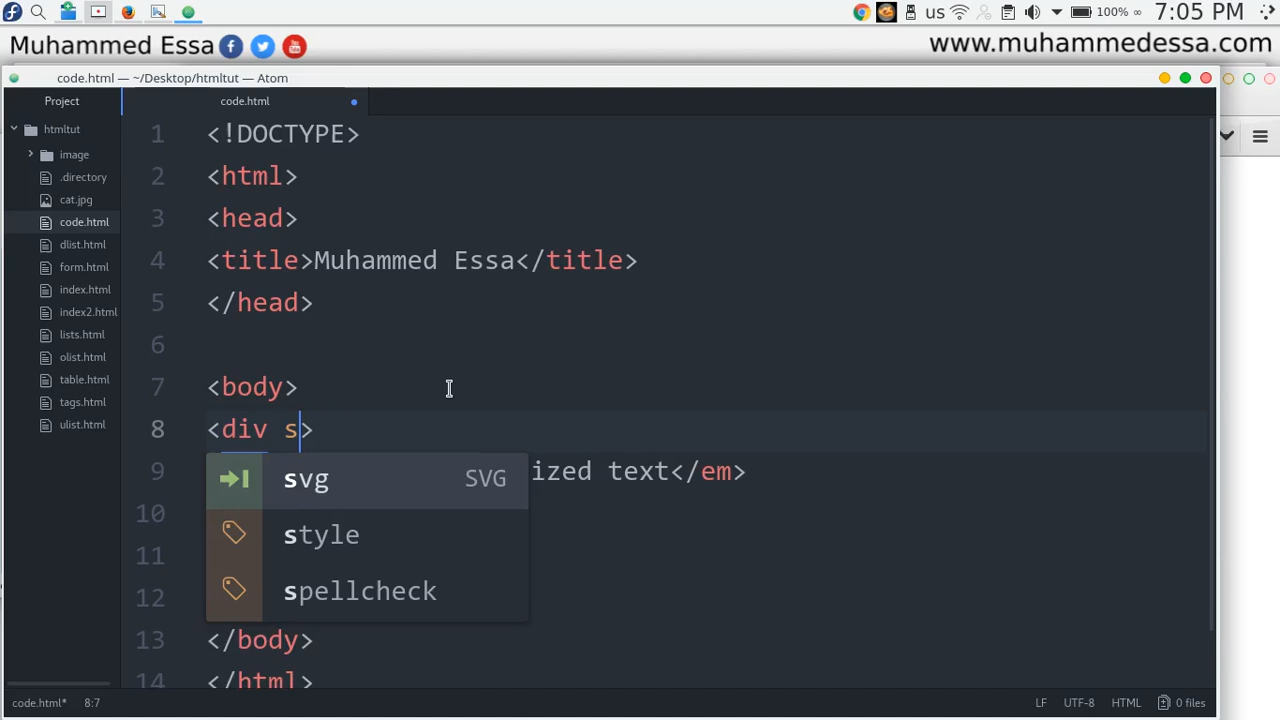 us 100% ∞ 7:05 PM
Muhammed Essa
www.muhammedessa.com
code.html — ~/Desktop/htmltut — Atom
Project
code.html
htmltut
image
.directory
cat.jpg
code.html
dlist.html
form.html
index.html
index2.html
lists.html
olist.html
table.html
tags.html
ulist.html
1 <!DOCTYPE>
2 <html>
3 <head>
4 <title>Muhammed Essa</title>
5 </head>
6
7 <body>
8 <div s>
9 ized text</em>
svg SVG
10
style
11
spellcheck
12
13 </body>
14 </html>
code.html* 8:7
LF UTF-8 HTML 0 files